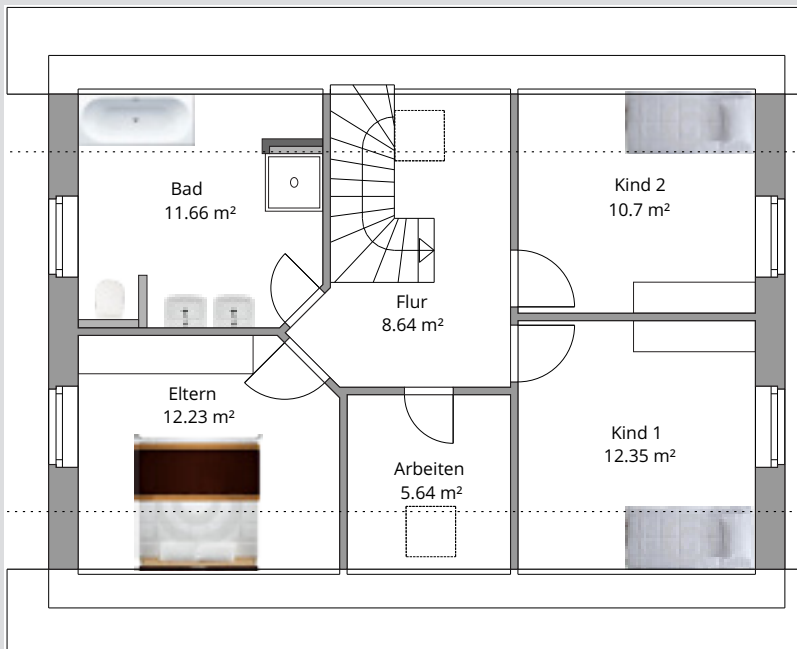 Bad
11.66 m²
Kind 2
10.7 m²
Flur
8.64 m²
Eltern
12.23 m²
Kind 1
12.35 m²
Arbeiten
5.64 m²